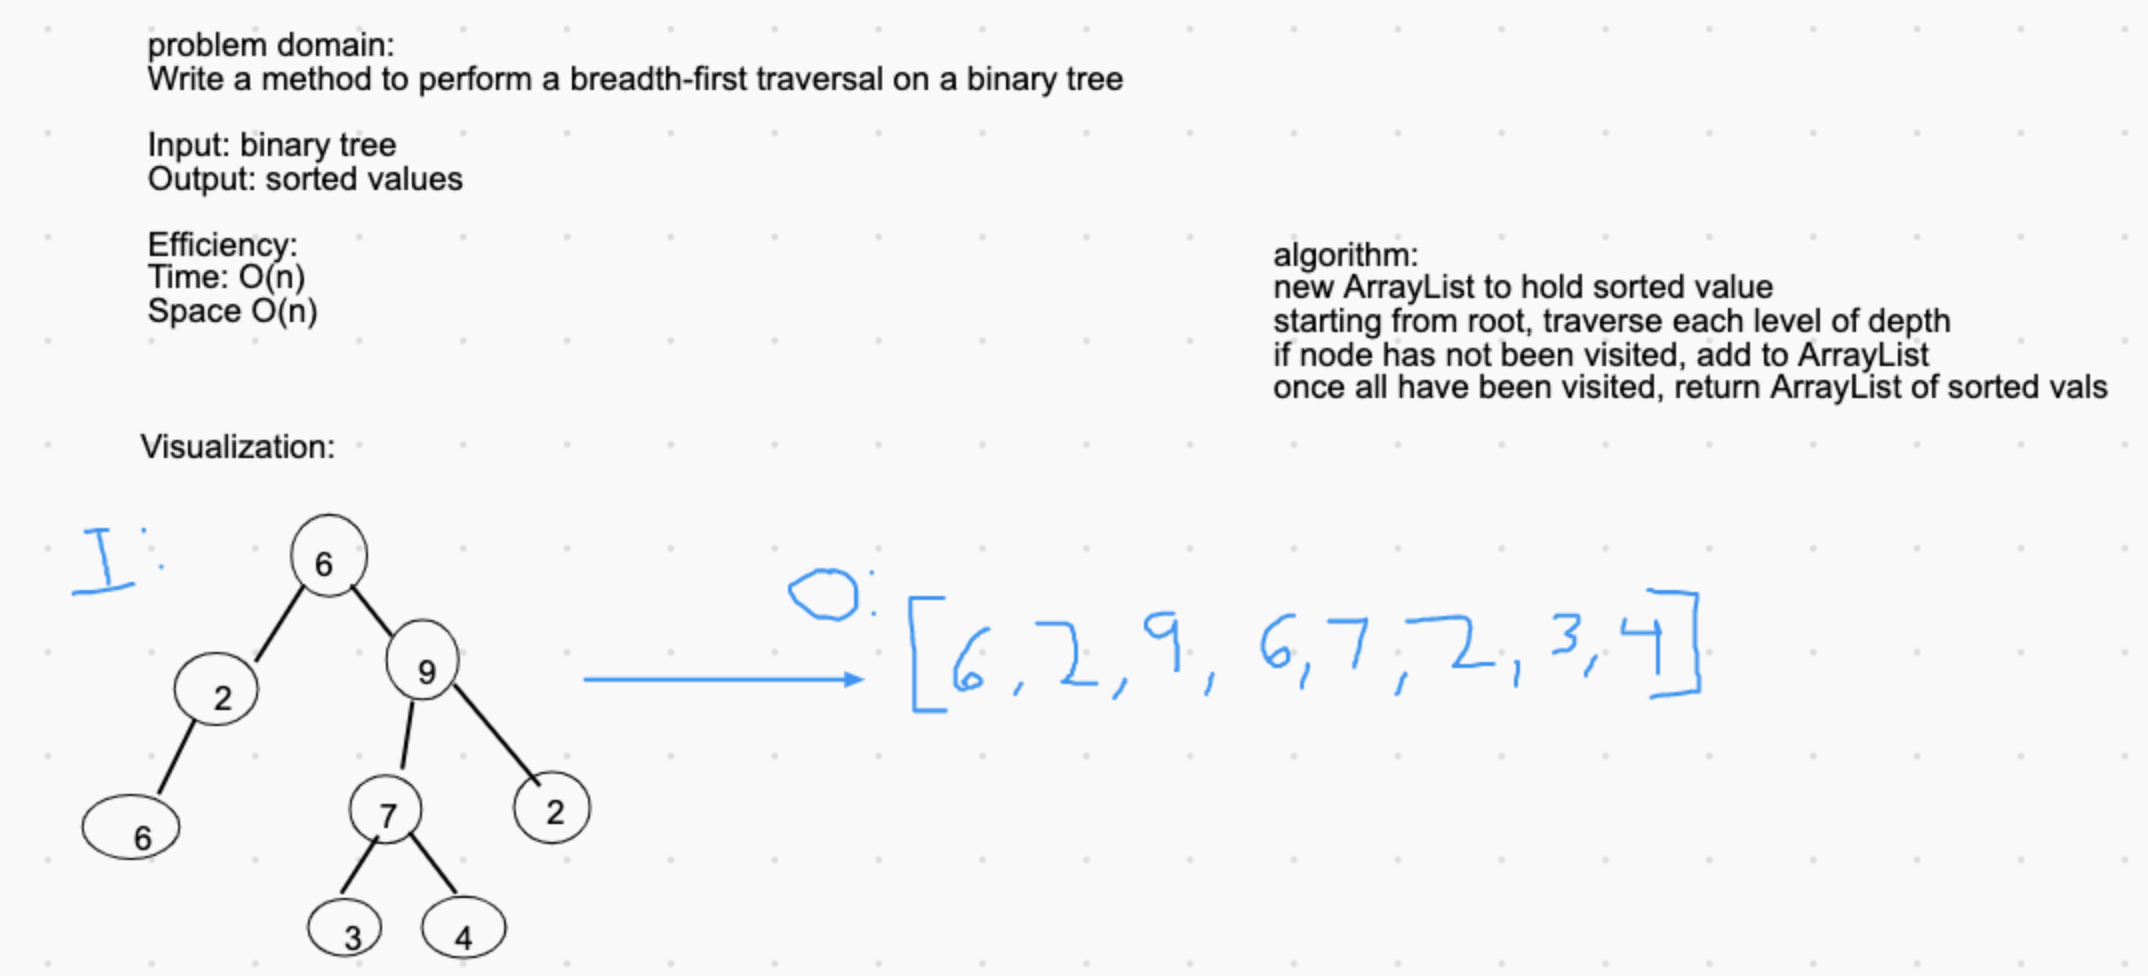 problem domain:
Write a method to perform a breadth-first traversal on a binary tree
Input: binary tree
Output: sorted values
Efficiency:
Time: O(n)
Space O(n)
algorithm:
new ArrayList to hold sorted value
starting from root, traverse each level of depth
if node has not been visited, add to ArrayList
once all have been visited, return ArrayList of sorted vals
Visualization:
I:
6
2
9
6
7
2
3
4
O:
[6, 2, 9, 6, 7, 2, 3, 4]